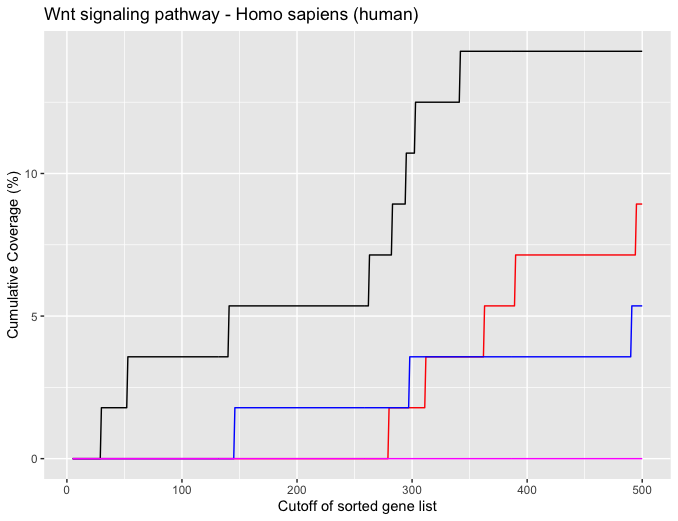 Wnt signaling pathway - Homo sapiens (human)
Cumulative Coverage (%)
10
5
0
0 100 200 300 400 500
Cutoff of sorted gene list